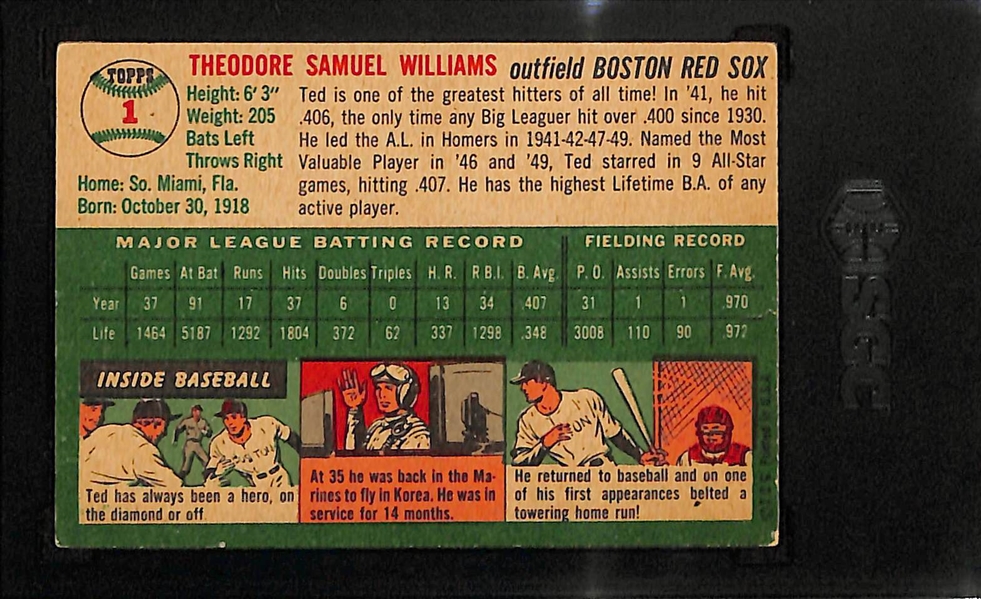 TOPPS
1
THEODORE SAMUEL WILLIAMS outfield BOSTON RED SOX
Height: 6' 3"
Weight: 205
Bats Left
Throws Right
Home: So. Miami, Fla.
Born: October 30, 1918
Ted is one of the greatest hitters of all time! In '41, he hit
.406, the only time any Big Leaguer hit over .400 since 1930.
He led the A.L. in Homers in 1941-42-47-49. Named the Most
Valuable Player in '46 and '49, Ted starred in 9 All-Star
games, hitting .407. He has the highest Lifetime B.A. of any
active player.
MAJOR LEAGUE BATTING RECORD FIELDING RECORD
Games At Bat Runs Hits Doubles Triples H. R. R.B.I. B. Avg. P. O. Assists Errors F. Avg.
Year 37 91 17 37 6 0 13 34 .407 31 1 1 .970
Life 1464 5187 1292 1804 372 62 337 1298 .348 3008 110 90 .972
INSIDE BASEBALL
BOSTON
Ted has always been a hero, on
the diamond or off.
At 35 he was back in the Ma-
rines to fly in Korea. He was in
service for 14 months.
He returned to baseball and on one
of his first appearances belted a
towering home run!
SGC